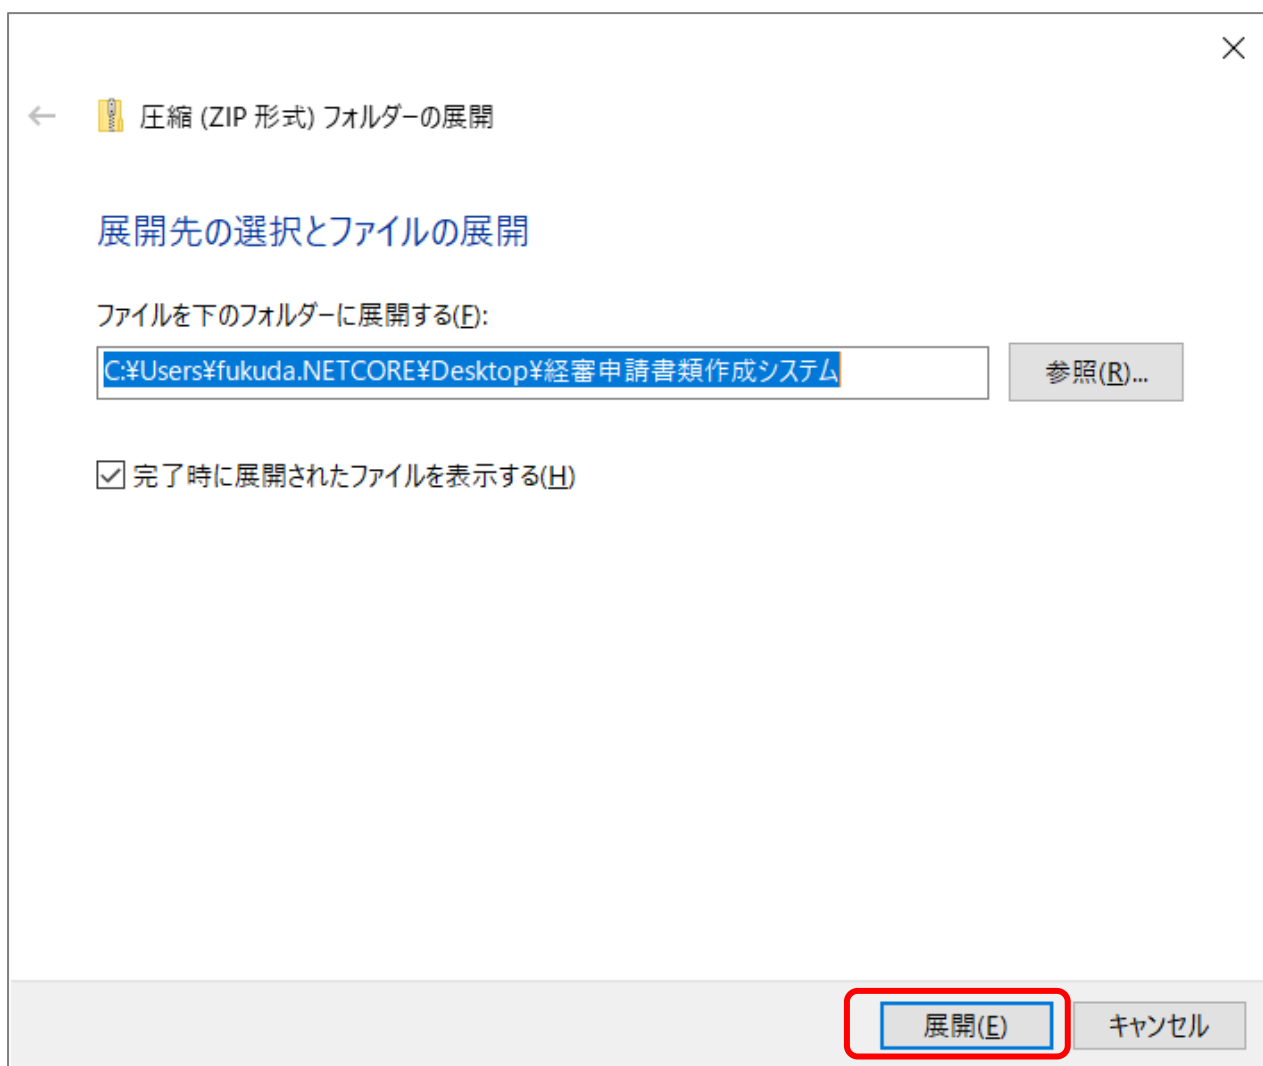 圧縮 (ZIP 形式) フォルダーの展開
展開先の選択とファイルの展開
ファイルを下のフォルダーに展開する(F):
C:¥Users¥fukuda.NETCORE¥Desktop¥経審申請書類作成システム
参照(R)...
完了時に展開されたファイルを表示する(H)
展開(E)
キャンセル